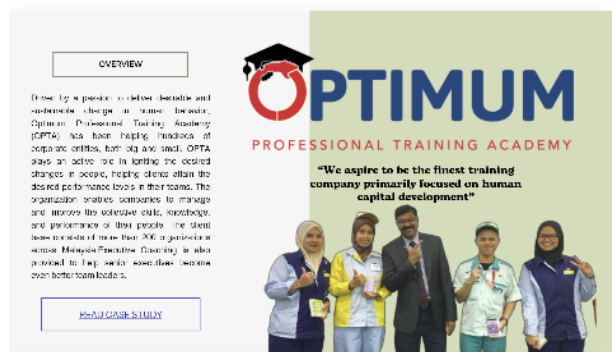 OVERVIEW
Driven by a passion to deliver desirable and
sustainable change in human behavior,
Optimum Professional Training Academy
(OPTA) has been helping hundreds of
corporate entities, both big and small. OPTA
plays an active role in igniting the desired
changes in people, helping clients attain the
desired performance levels in their teams. The
organization enables companies to manage
and improve the collective skills, knowledge,
and performance of their people. The client
base consists of more than 200 organizations
across Malaysia.Executive Coaching is also
provided to help senior executives become
even better team leaders.
READ CASE STUDY
OPTIMUM
PROFESSIONAL TRAINING ACADEMY
“We aspire to be the finest training
company primarily focused on human
capital development”